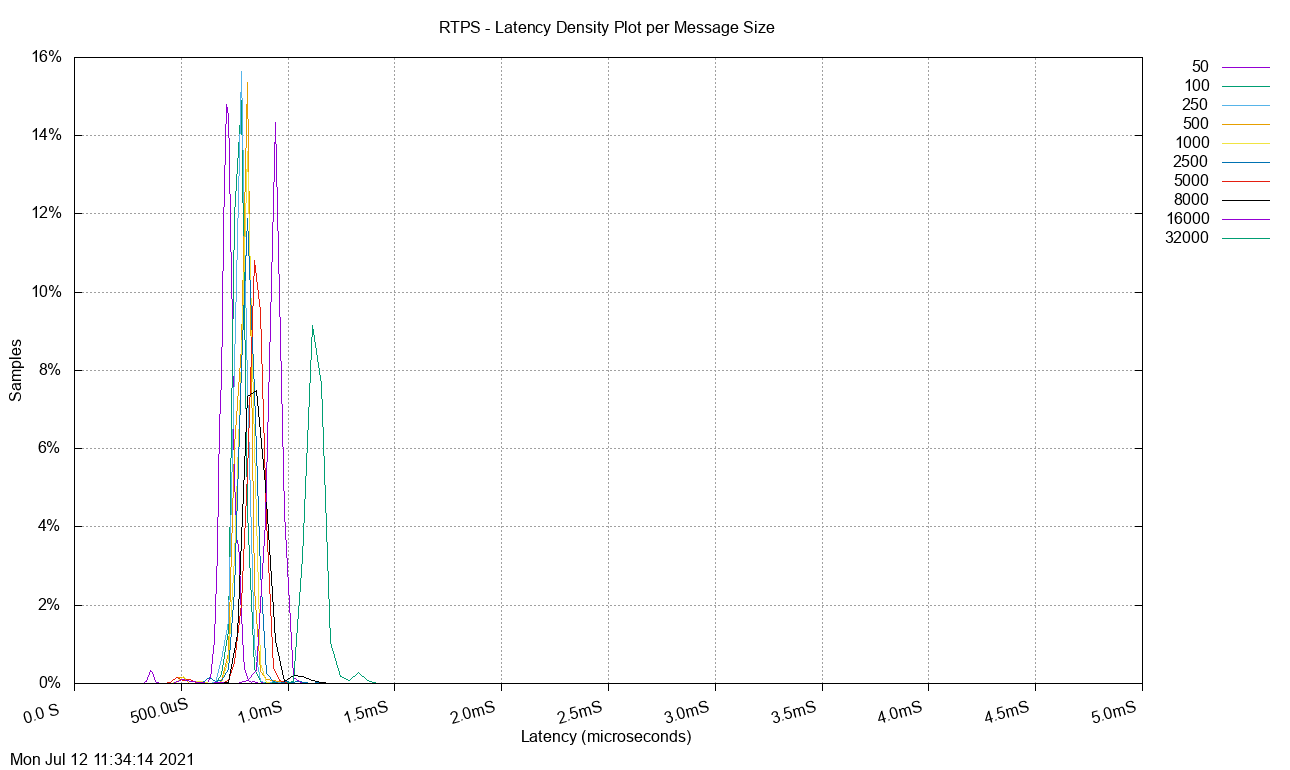 RTPS - Latency Density Plot per Message Size
16%
14%
12%
10%
8%
6%
4%
2%
0%
Samples
0.0 S
500.0uS
1.0mS
1.5mS
2.0mS
2.5mS
3.0mS
3.5mS
4.0mS
4.5mS
5.0mS
Latency (microseconds)
50
100
250
500
1000
2500
5000
8000
16000
32000
Mon Jul 12 11:34:14 2021